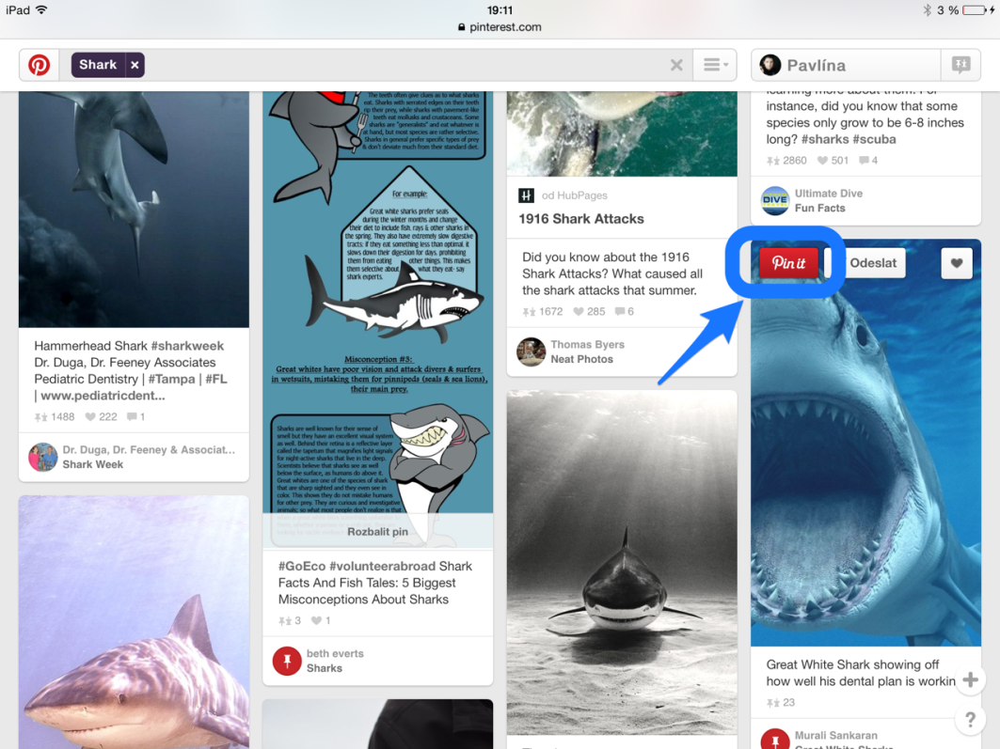 iPad
19:11
3 %
pinterest.com
Shark
Pavlína
Hammerhead Shark #sharkweek
Dr. Duga, Dr. Feeney Associates
Pediatric Dentistry | #Tampa | #FL
| www.pediatricdent...
1488 222 1
Dr. Duga, Dr. Feeney & Associat...
Shark Week
The teeth often give clues as to what sharks
eat. Sharks with serrated edges on their teeth
rip their prey, while sharks with pavement-like
teeth eat mollusks and crustaceans. Some
sharks are "generalists" and eat whatever is
at hand, but most species are rather selective.
Sharks in general prefer specific types of prey
& don't deviate much from their standard diet.
For example:
Great white sharks prefer seals
during the winter months and change
their diet to include fish, rays & other sharks in
the spring. They also have extremely slow digestive
tracts: if they eat something less than optimal, it
slows down their digestion for days, prohibiting
them from eating other things. This makes
them selective about what they eat- say
shark experts.
Misconception #3:
Great whites have poor vision and attack divers & surfers
in wetsuits, mistaking them for pinnipeds (seals & sea lions),
their main prey.
Sharks are well known for their sense of
smell but they have an excellent visual system
as well. Behind their retina is a reflective layer
called the tapetum that magnifies light signals
for night-active sharks that live in the deep.
Scientists believe that sharks see as well
below the surface, as humans do above it.
Great whites are one of the species of shark
that are sharp sighted and they even see in
color. This shows they do not mistake humans
for other prey. They are curious and investigative
animals; so what most people don't realize is that
Rozbalit pin
#GoEco #volunteerabroad Shark
Facts And Fish Tales: 5 Biggest
Misconceptions About Sharks
3 1
beth everts
Sharks
od HubPages
1916 Shark Attacks
Did you know about the 1916
Shark Attacks? What caused all
the shark attacks that summer.
1672 285 6
Thomas Byers
Neat Photos
learning more about them? For
instance, did you know that some
species only grow to be 6-8 inches
long? #sharks #scuba
2860 501 4
DIVE
Ultimate Dive
Fun Facts
Pin it
Odeslat
Great White Shark showing off
how well his dental plan is workin
23
?
Murali Sankaran
Great White Sharks